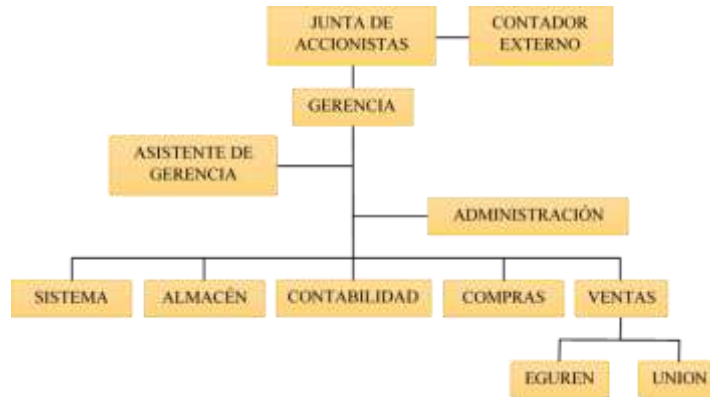 JUNTA DE
ACCIONISTAS
CONTADOR
EXTERNO
GERENCIA
ASISTENTE DE
GERENCIA
ADMINISTRACIÓN
SISTEMA
ALMACÉN
CONTABILIDAD
COMPRAS
VENTAS
EGUREN
UNION